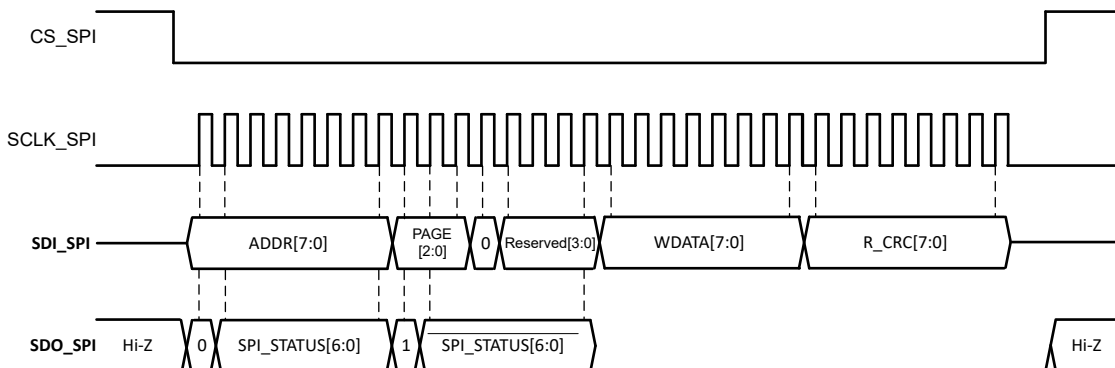 CS_SPI
SCLK_SPI
SDI_SPI
ADDR[7:0]
PAGE
[2:0]
0
Reserved[3:0]
WDATA[7:0]
R_CRC[7:0]
SDO_SPI
Hi-Z
0
SPI_STATUS[6:0]
1
SPI_STATUS[6:0]
Hi-Z